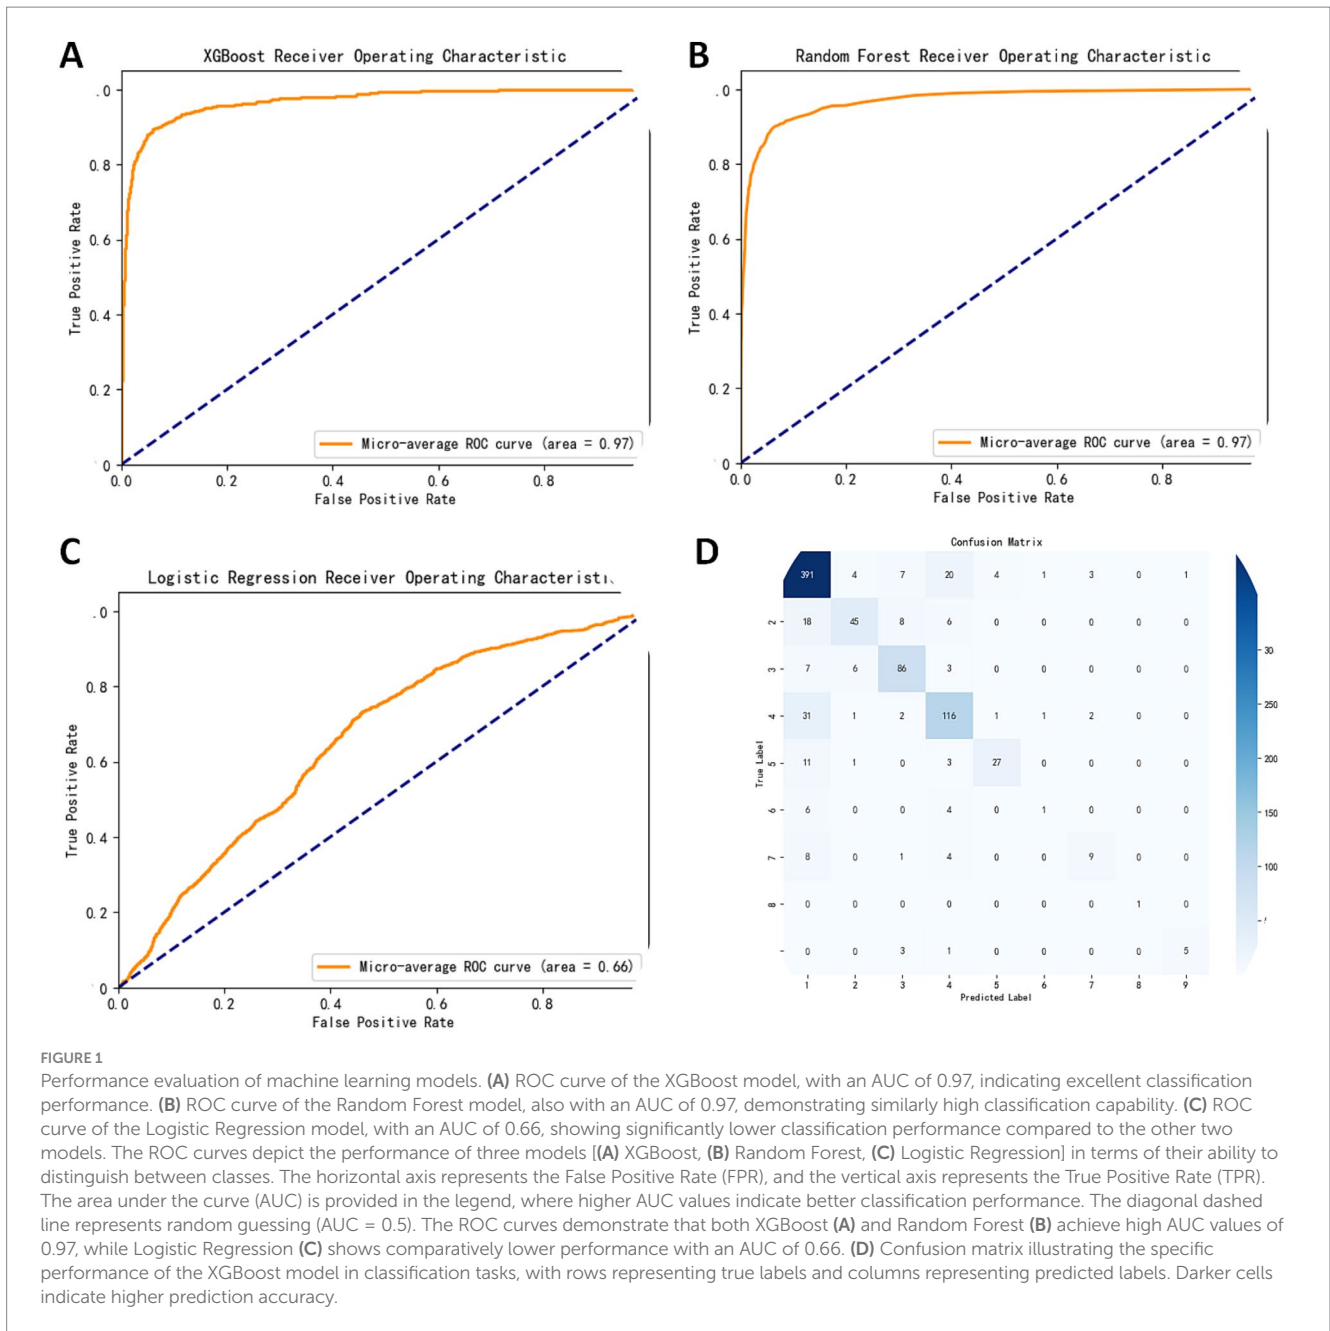 A
XGBoost Receiver Operating Characteristic
.0
0.8
0.6
0.4
0.2
0
True Positive Rate
0.0 0.2 0.4 0.6 0.8
False Positive Rate
Micro-average ROC curve (area = 0.97)
B
Random Forest Receiver Operating Characteristic
.0
0.8
0.6
0.4
0.2
0
True Positive Rate
0.0 0.2 0.4 0.6 0.8
False Positive Rate
Micro-average ROC curve (area = 0.97)
C
Logistic Regression Receiver Operating Characteristi
.0
0.8
0.6
0.4
0.2
0
True Positive Rate
0.0 0.2 0.4 0.6 0.8
False Positive Rate
Micro-average ROC curve (area = 0.66)
D
Confusion Matrix
391 4 7 20 4 1 3 0 1
2 18 45 8 6 0 0 0 0 0
3 7 6 86 3 0 0 0 0 0
4 31 1 2 116 1 1 2 0 0
5 11 1 0 3 27 0 0 0 0
6 6 0 0 4 0 1 0 0 0
7 8 0 1 4 0 0 9 0 0
8 0 0 0 0 0 0 0 1 0
0 0 3 1 0 0 0 0 5
True Label
1 2 3 4 5 6 7 8 9
Predicted Label
30
250
200
150
100
FIGURE 1
Performance evaluation of machine learning models. (A) ROC curve of the XGBoost model, with an AUC of 0.97, indicating excellent classification
performance. (B) ROC curve of the Random Forest model, also with an AUC of 0.97, demonstrating similarly high classification capability. (C) ROC
curve of the Logistic Regression model, with an AUC of 0.66, showing significantly lower classification performance compared to the other two
models. The ROC curves depict the performance of three models [(A) XGBoost, (B) Random Forest, (C) Logistic Regression] in terms of their ability to
distinguish between classes. The horizontal axis represents the False Positive Rate (FPR), and the vertical axis represents the True Positive Rate (TPR).
The area under the curve (AUC) is provided in the legend, where higher AUC values indicate better classification performance. The diagonal dashed
line represents random guessing (AUC = 0.5). The ROC curves demonstrate that both XGBoost (A) and Random Forest (B) achieve high AUC values of
0.97, while Logistic Regression (C) shows comparatively lower performance with an AUC of 0.66. (D) Confusion matrix illustrating the specific
performance of the XGBoost model in classification tasks, with rows representing true labels and columns representing predicted labels. Darker cells
indicate higher prediction accuracy.